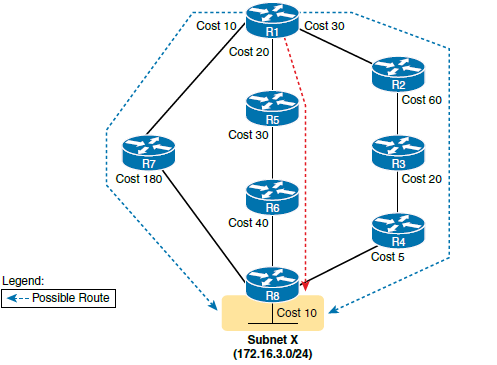 Cost 10
R1
Cost 30
Cost 20
R2
Cost 60
R5
Cost 30
R7
R3
Cost 180
Cost 20
R6
Cost 40
R4
Cost 5
R8
Legend:
Possible Route
Cost 10
Subnet X
(172.16.3.0/24)